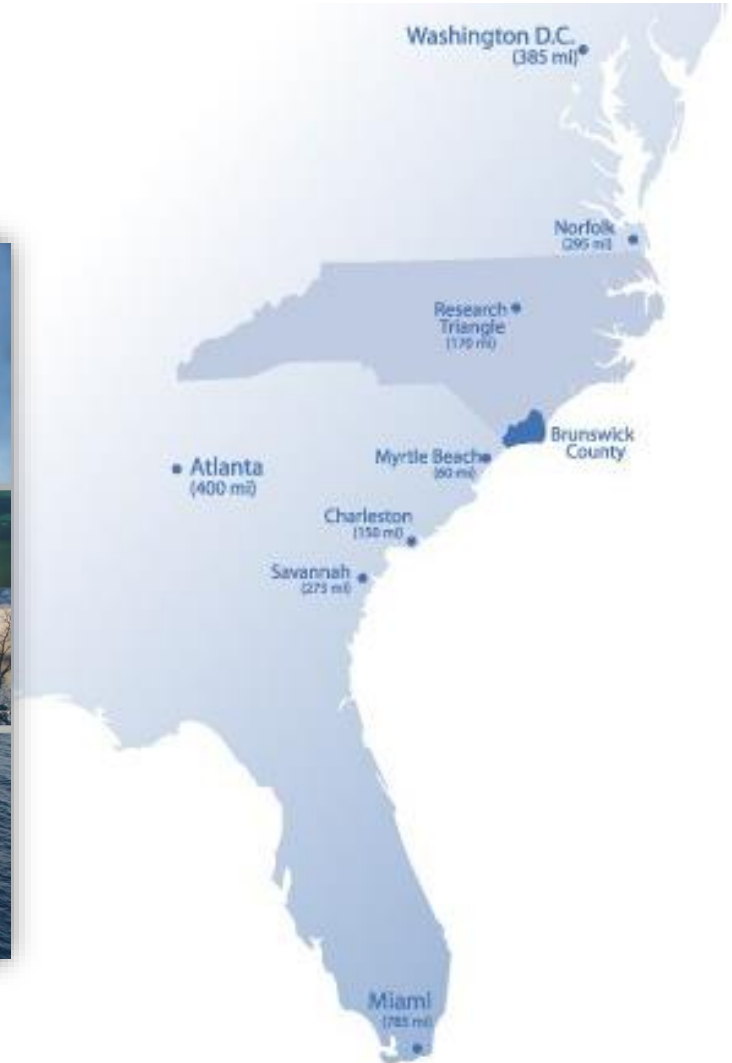 Washington D.C.
(385 mi)
Norfolk
(295 mi)
Research
Triangle
(170 mi)
Brunswick
County
Myrtle Beach
(60 mi)
Atlanta
(400 mi)
Charleston
(150 mi)
Savannah
(275 mi)
Miami
(785 mi)